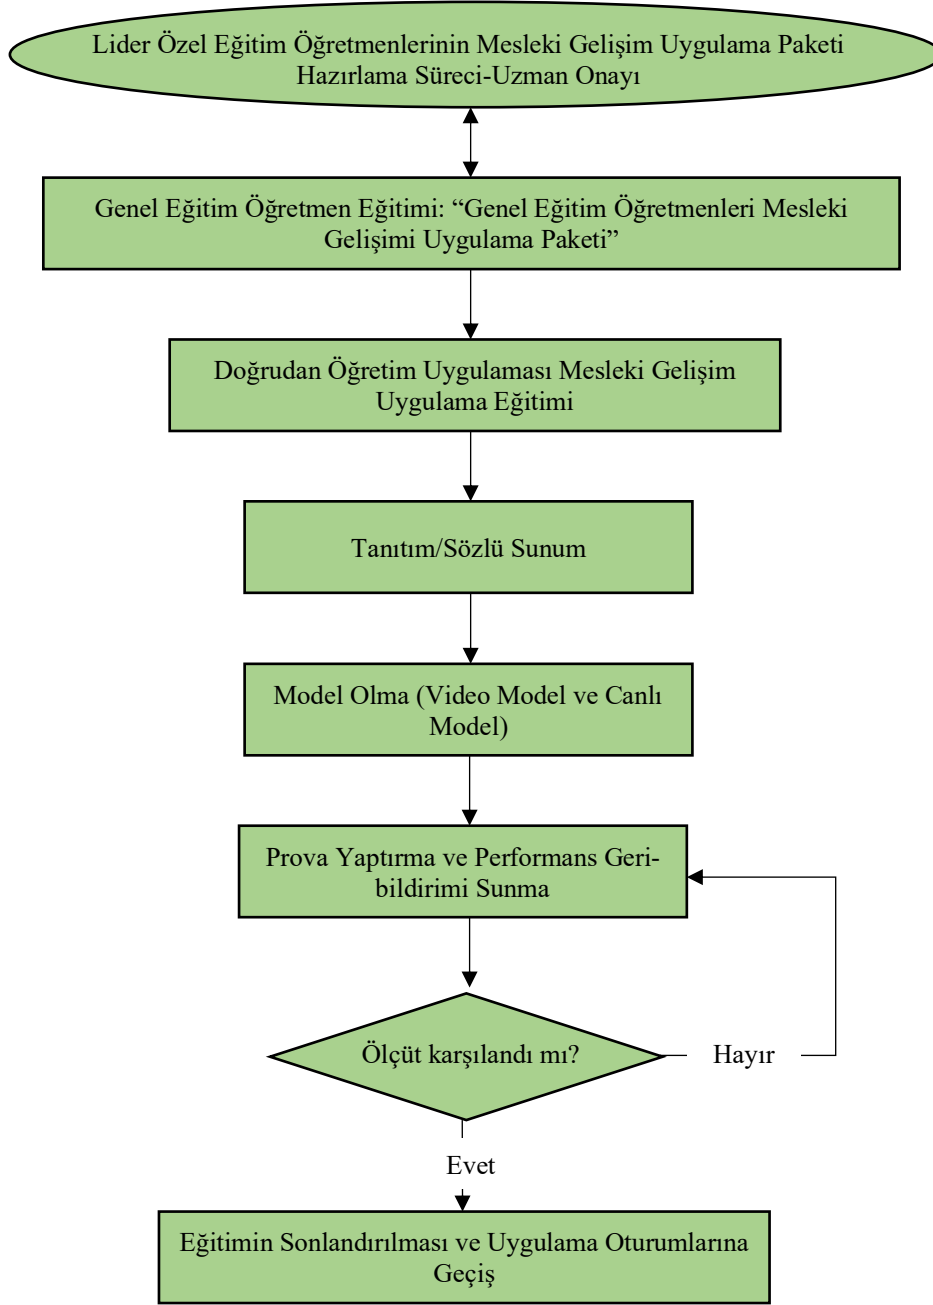 Lider Özel Eğitim Öğretmenlerinin Mesleki Gelişim Uygulama Paketi
Hazırlama Süreci-Uzman Onayı
Genel Eğitim Öğretmen Eğitimi: “Genel Eğitim Öğretmenleri Mesleki
Gelişimi Uygulama Paketi”
Doğrudan Öğretim Uygulaması Mesleki Gelişim
Uygulama Eğitimi
Tanıtım/Sözlü Sunum
Model Olma (Video Model ve Canlı
Model)
Prova Yaptırma ve Performans Geri-
bildirimi Sunma
Ölçüt karşılandı mı?
Hayır
Evet
Eğitimin Sonlandırılması ve Uygulama Oturumlarına
Geçiş